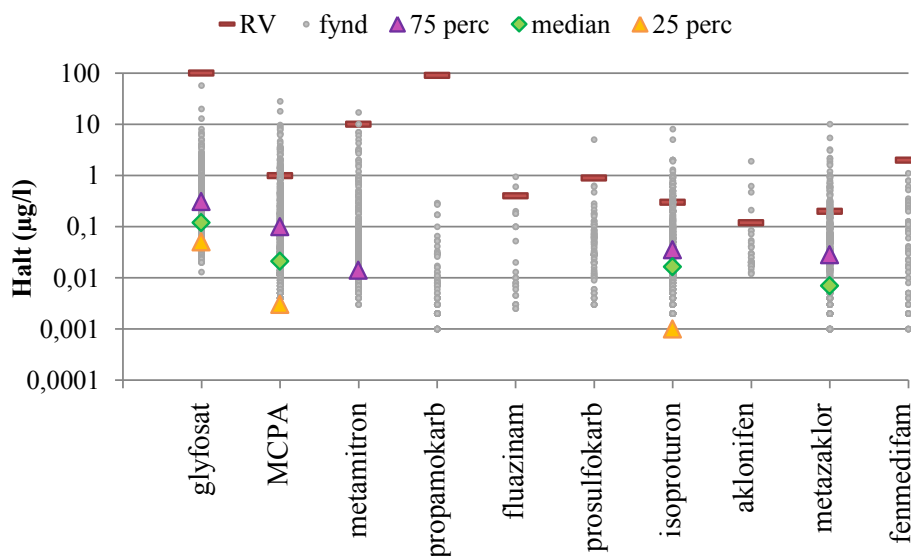 RV fynd 75 perc median 25 perc
Halt (µg/l)
100
10
1
0,1
0,01
0,001
0,0001
glyfosat
MCPA
metamitron
propamokarb
fluazinam
prosulfokarb
isoproturon
aklonifen
metazaklor
fenmedifam